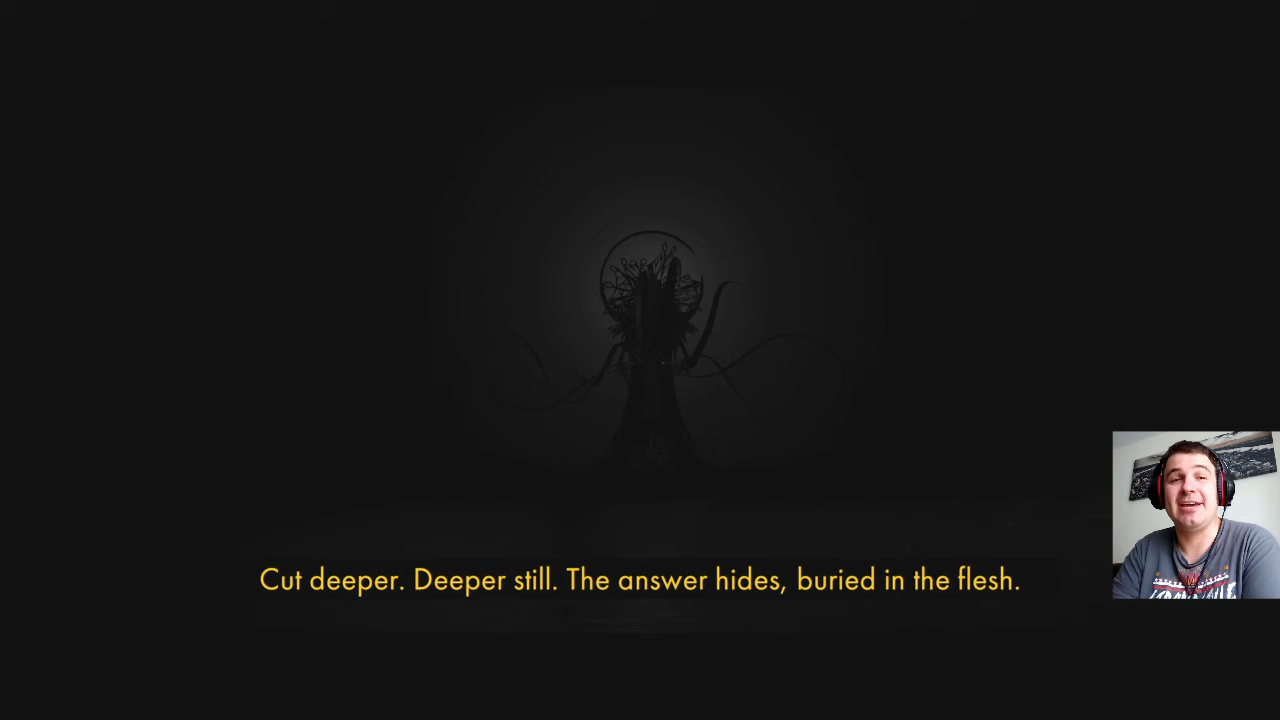 Cut deeper. Deeper still. The answer hides, buried in the flesh.